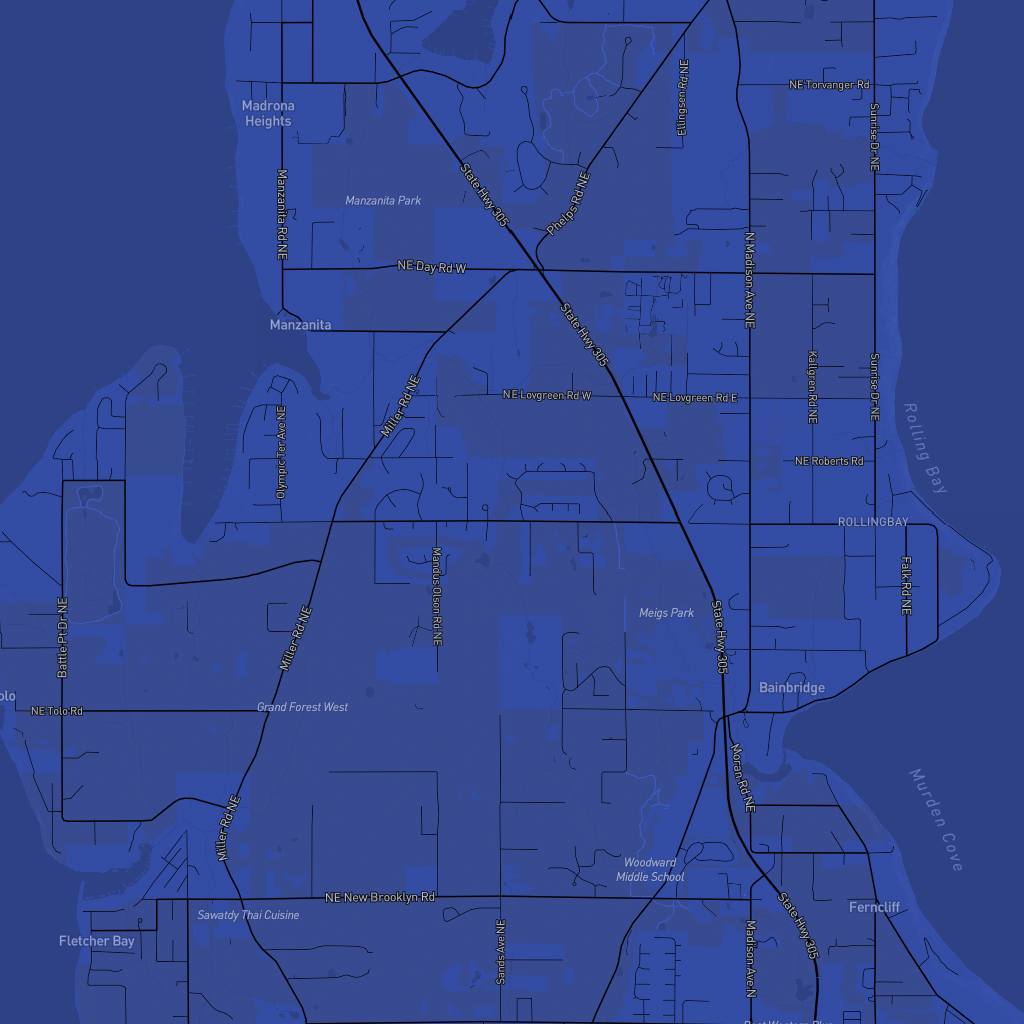 NE Torvanger Rd
Ellingsen Rd NE
Madrona
Heights
Sunrise Dr NE
State Hwy 305
Manzanita Rd NE
Manzanita Park
Phelps Rd NE
NE Day Rd W
N Madison Ave NE
Manzanita
State Hwy 305
Miller Rd NE
Kallgren Rd NE
Sunrise Dr NE
NE Lovgreen Rd W
NE Lovgreen Rd E
Olympic Ter Ave NE
Rolling Bay
NE Roberts Rd
ROLLINGBAY
Mandus Olson Rd NE
Falk Rd NE
Battle Pt Dr NE
Miller Rd NE
Meigs Park
State Hwy 305
Bainbridge
olo
NE Tolo Rd
Grand Forest West
Moran Rd NE
Murden Cove
Miller Rd NE
Woodward
Middle School
NE New Brooklyn Rd
Sawatdy Thai Cuisine
Ferncliff
State Hwy 305
Fletcher Bay
Sands Ave NE
Madison Ave N